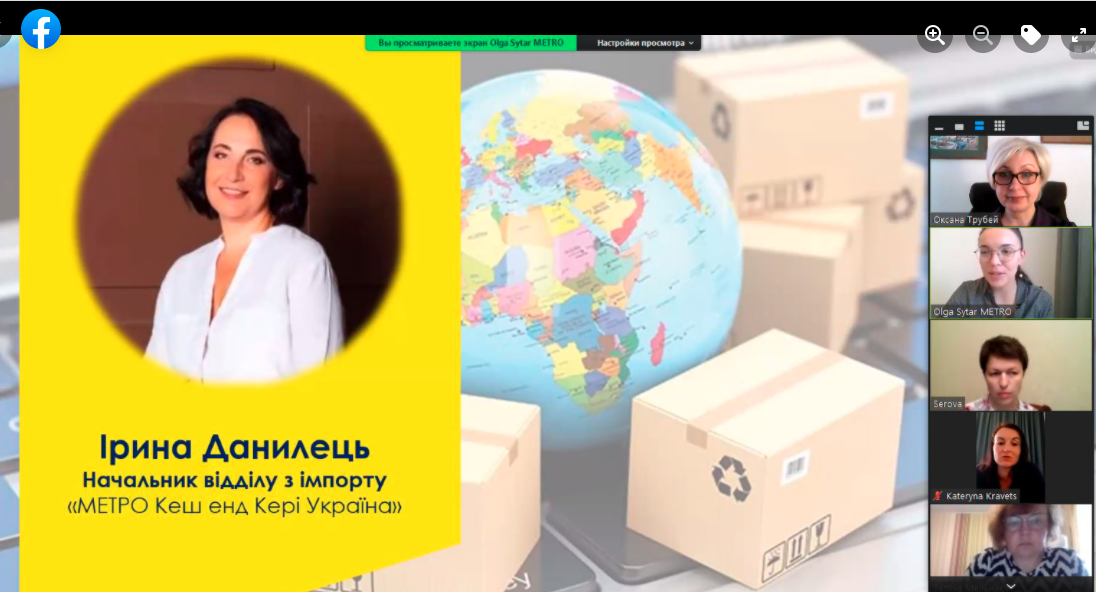 Вы просматриваете экран Olga Sytar METRO
Настройки просмотра
Ірина Данилець
Начальник відділу з імпорту
«МЕТРО Кеш енд Кері Україна»
Оксана Трубей
Olga Sytar METRO
Serova
Kateryna Kravets